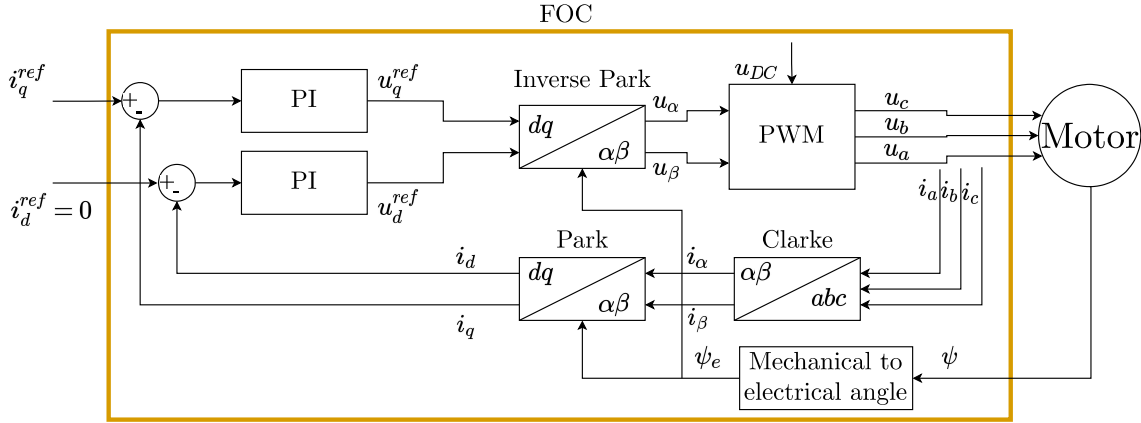 FOC
i_q^{ref}
+
-
PI
u_q^{ref}
Inverse Park
dq
αβ
u_α
u_β
u_{DC}
PWM
u_c
u_b
u_a
Motor
i_d^{ref} = 0
+
-
PI
u_d^{ref}
i_a i_b i_c
Park
dq
αβ
i_d
i_q
Clarke
αβ
abc
i_α
i_β
ψ_e
Mechanical to
electrical angle
ψ